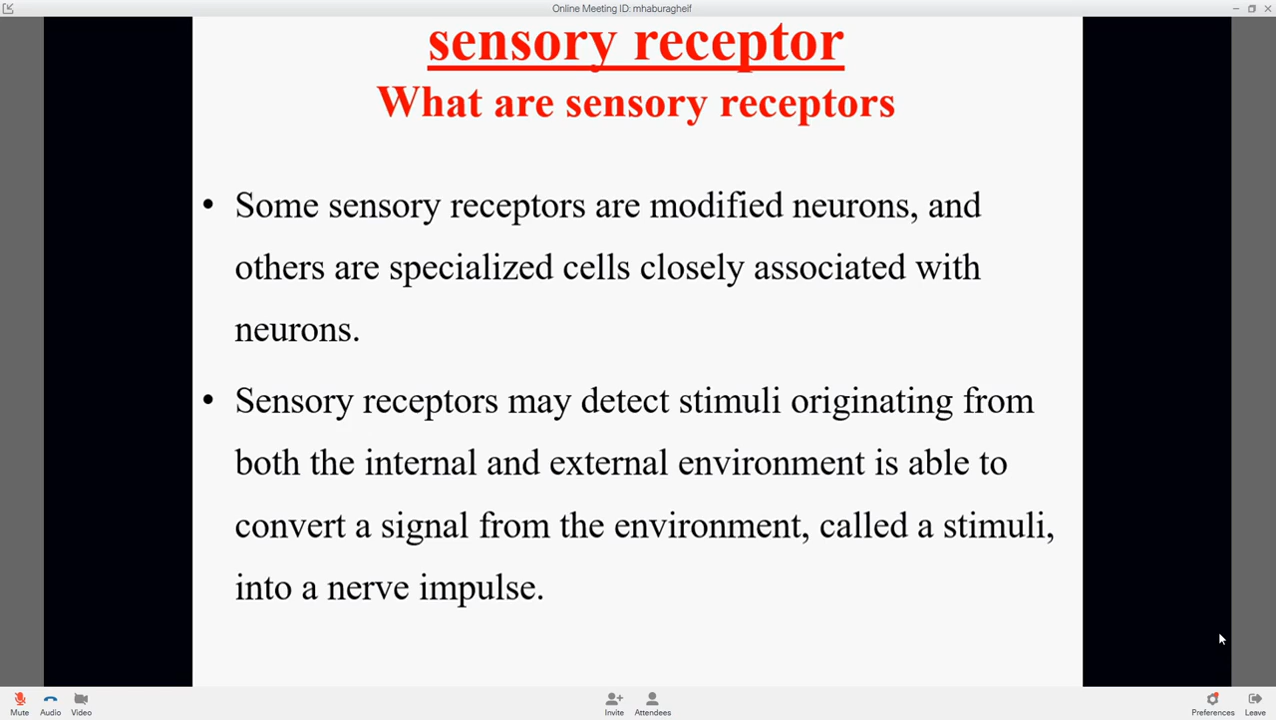 Online Meeting ID: mhaburagheif
sensory receptor
What are sensory receptors
• Some sensory receptors are modified neurons, and
others are specialized cells closely associated with
neurons.
• Sensory receptors may detect stimuli originating from
both the internal and external environment is able to
convert a signal from the environment, called a stimuli,
into a nerve impulse.
Mute Audio Video Invite Attendees Preferences Leave